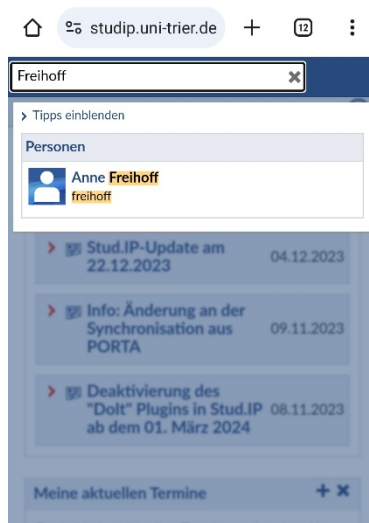 studip.uni-trier.de
12
Freihoff
Tipps einblenden
Personen
Anne Freihoff
freihoff
Stud.IP-Update am
22.12.2023
04.12.2023
Info: Änderung an der
Synchronisation aus
PORTA
09.11.2023
Deaktivierung des
"DoIt" Plugins in Stud.IP
ab dem 01. März 2024
08.11.2023
Meine aktuellen Termine